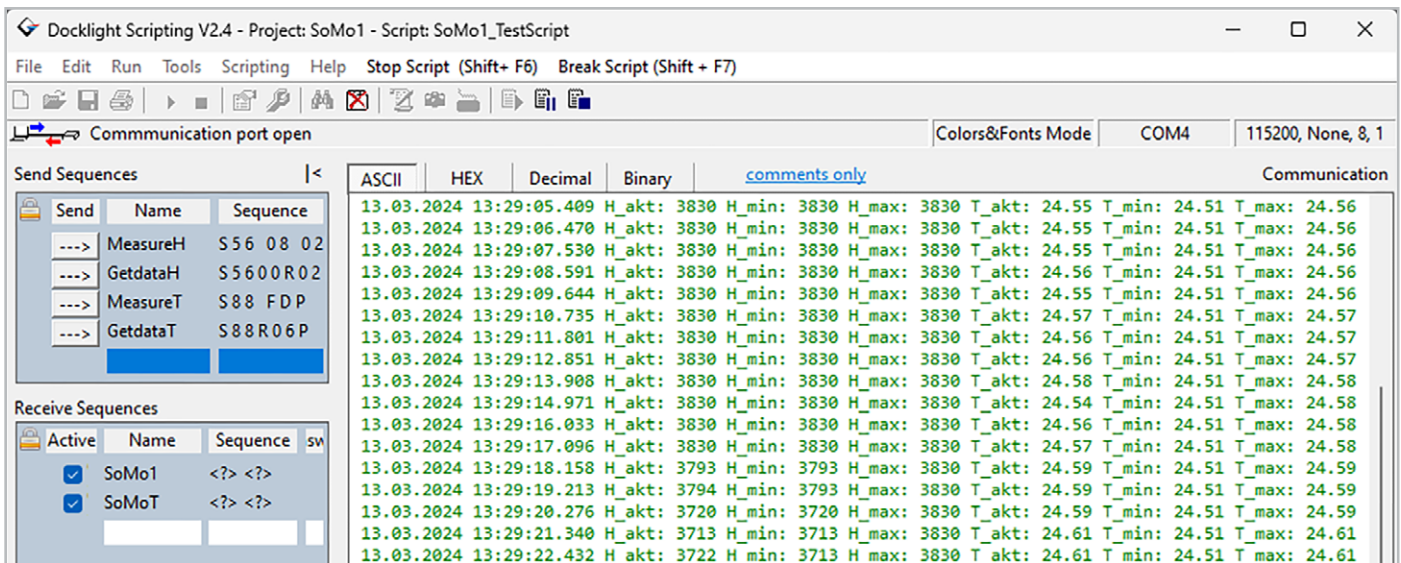 Docklight Scripting V2.4 - Project: SoMo1 - Script: SoMo1_TestScript
File Edit Run Tools Scripting Help Stop Script (Shift+ F6) Break Script (Shift + F7)
Commmunication port open Colors&Fonts Mode COM4 115200, None, 8, 1
Send Sequences |<
Send Name Sequence
---> MeasureH S56 08 02
---> GetdataH S5600R02
---> MeasureT S88 FDP
---> GetdataT S88R06P
Receive Sequences
Active Name Sequence sw
SoMo1 <?> <?>
SoMoT <?> <?>
ASCII HEX Decimal Binary comments only Communication
13.03.2024 13:29:05.409 H_akt: 3830 H_min: 3830 H_max: 3830 T_akt: 24.55 T_min: 24.51 T_max: 24.56
13.03.2024 13:29:06.470 H_akt: 3830 H_min: 3830 H_max: 3830 T_akt: 24.55 T_min: 24.51 T_max: 24.56
13.03.2024 13:29:07.530 H_akt: 3830 H_min: 3830 H_max: 3830 T_akt: 24.55 T_min: 24.51 T_max: 24.56
13.03.2024 13:29:08.591 H_akt: 3830 H_min: 3830 H_max: 3830 T_akt: 24.56 T_min: 24.51 T_max: 24.56
13.03.2024 13:29:09.644 H_akt: 3830 H_min: 3830 H_max: 3830 T_akt: 24.55 T_min: 24.51 T_max: 24.56
13.03.2024 13:29:10.735 H_akt: 3830 H_min: 3830 H_max: 3830 T_akt: 24.57 T_min: 24.51 T_max: 24.57
13.03.2024 13:29:11.801 H_akt: 3830 H_min: 3830 H_max: 3830 T_akt: 24.56 T_min: 24.51 T_max: 24.57
13.03.2024 13:29:12.851 H_akt: 3830 H_min: 3830 H_max: 3830 T_akt: 24.56 T_min: 24.51 T_max: 24.57
13.03.2024 13:29:13.908 H_akt: 3830 H_min: 3830 H_max: 3830 T_akt: 24.58 T_min: 24.51 T_max: 24.58
13.03.2024 13:29:14.971 H_akt: 3830 H_min: 3830 H_max: 3830 T_akt: 24.54 T_min: 24.51 T_max: 24.58
13.03.2024 13:29:16.033 H_akt: 3830 H_min: 3830 H_max: 3830 T_akt: 24.56 T_min: 24.51 T_max: 24.58
13.03.2024 13:29:17.096 H_akt: 3830 H_min: 3830 H_max: 3830 T_akt: 24.57 T_min: 24.51 T_max: 24.58
13.03.2024 13:29:18.158 H_akt: 3793 H_min: 3793 H_max: 3830 T_akt: 24.59 T_min: 24.51 T_max: 24.59
13.03.2024 13:29:19.213 H_akt: 3794 H_min: 3793 H_max: 3830 T_akt: 24.59 T_min: 24.51 T_max: 24.59
13.03.2024 13:29:20.276 H_akt: 3720 H_min: 3720 H_max: 3830 T_akt: 24.59 T_min: 24.51 T_max: 24.59
13.03.2024 13:29:21.340 H_akt: 3713 H_min: 3713 H_max: 3830 T_akt: 24.61 T_min: 24.51 T_max: 24.61
13.03.2024 13:29:22.432 H_akt: 3722 H_min: 3713 H_max: 3830 T_akt: 24.61 T_min: 24.51 T_max: 24.61